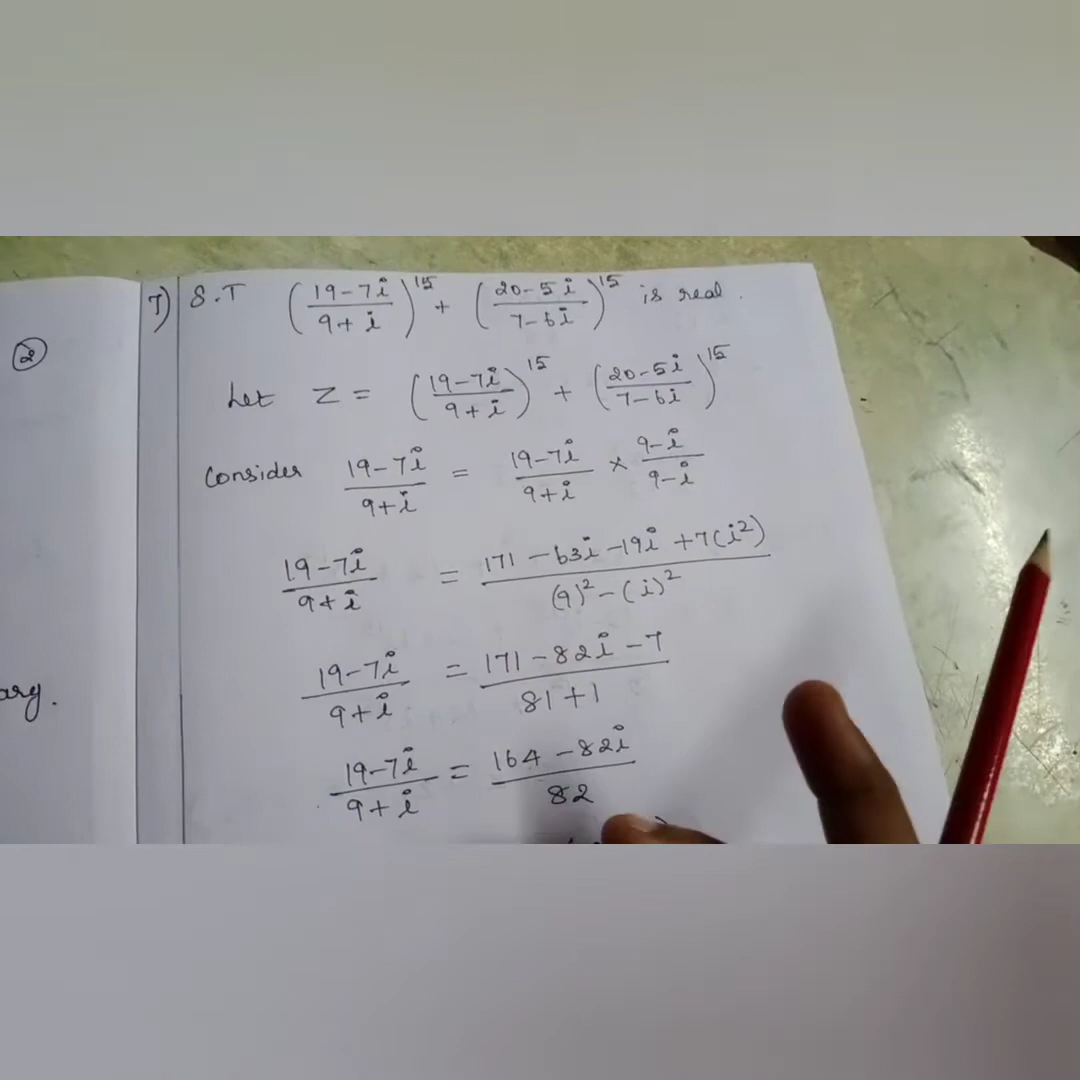 ②
7) S.T ((19-7i)/(9+i))^15 + ((20-5i)/(7-6i))^15 is real.
Let Z = ((19-7i)/(9+i))^15 + ((20-5i)/(7-6i))^15
Consider (19-7i)/(9+i) = (19-7i)/(9+i) × (9-i)/(9-i)
(19-7i)/(9+i) = (171-63i-19i+7(i²))/((9)²-(i)²)
(19-7i)/(9+i) = (171-82i-7)/(81+1)
ary.
(19-7i)/(9+i) = (164-82i)/82